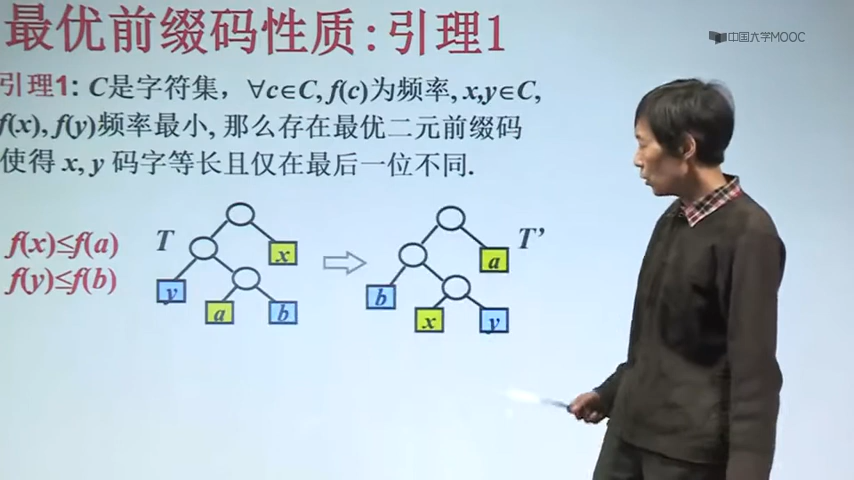 最优前缀码性质:引理1
中国大学MOOC
引理1: C是字符集, ∀c∈C, f(c)为频率, x,y∈C,
f(x), f(y)频率最小, 那么存在最优二元前缀码
使得 x, y 码字等长且仅在最后一位不同.
f(x)≤f(a)
f(y)≤f(b)
T
x
y
a
b
T’
a
b
x
y